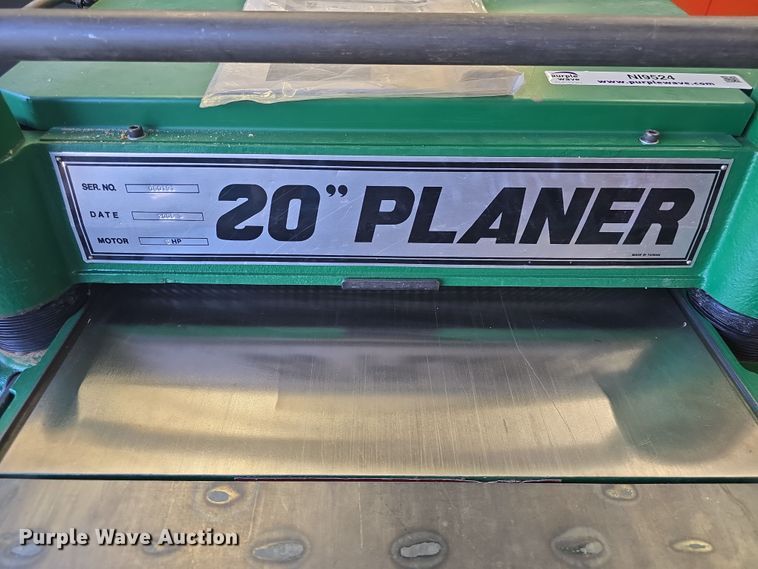 purple wave
NI9524
www.purplewave.com
SER. NO.
DATE
MOTOR HP
20" PLANER
MADE IN TAIWAN
Purple Wave Auction